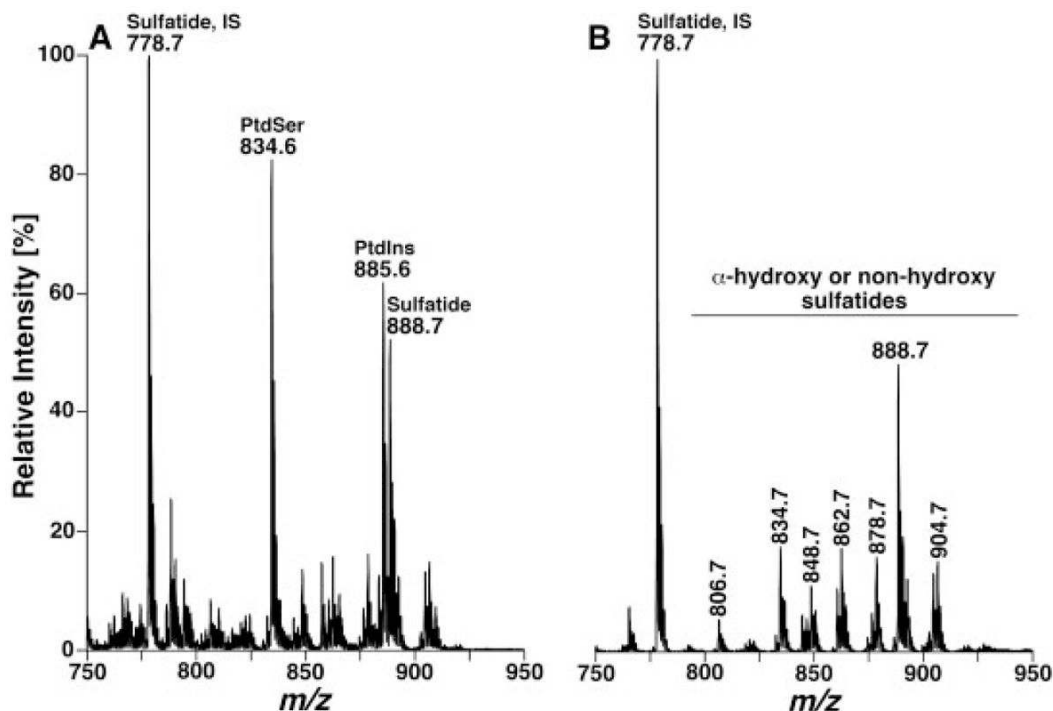 A
Sulfatide, IS
778.7
PtdSer
834.6
PtdIns
885.6
Sulfatide
888.7
Relative Intensity [%]
100
80
60
40
20
0
750
800
850
900
950
m/z
B
Sulfatide, IS
778.7
α-hydroxy or non-hydroxy
sulfatides
806.7
834.7
848.7
862.7
878.7
888.7
904.7
750
800
850
900
950
m/z